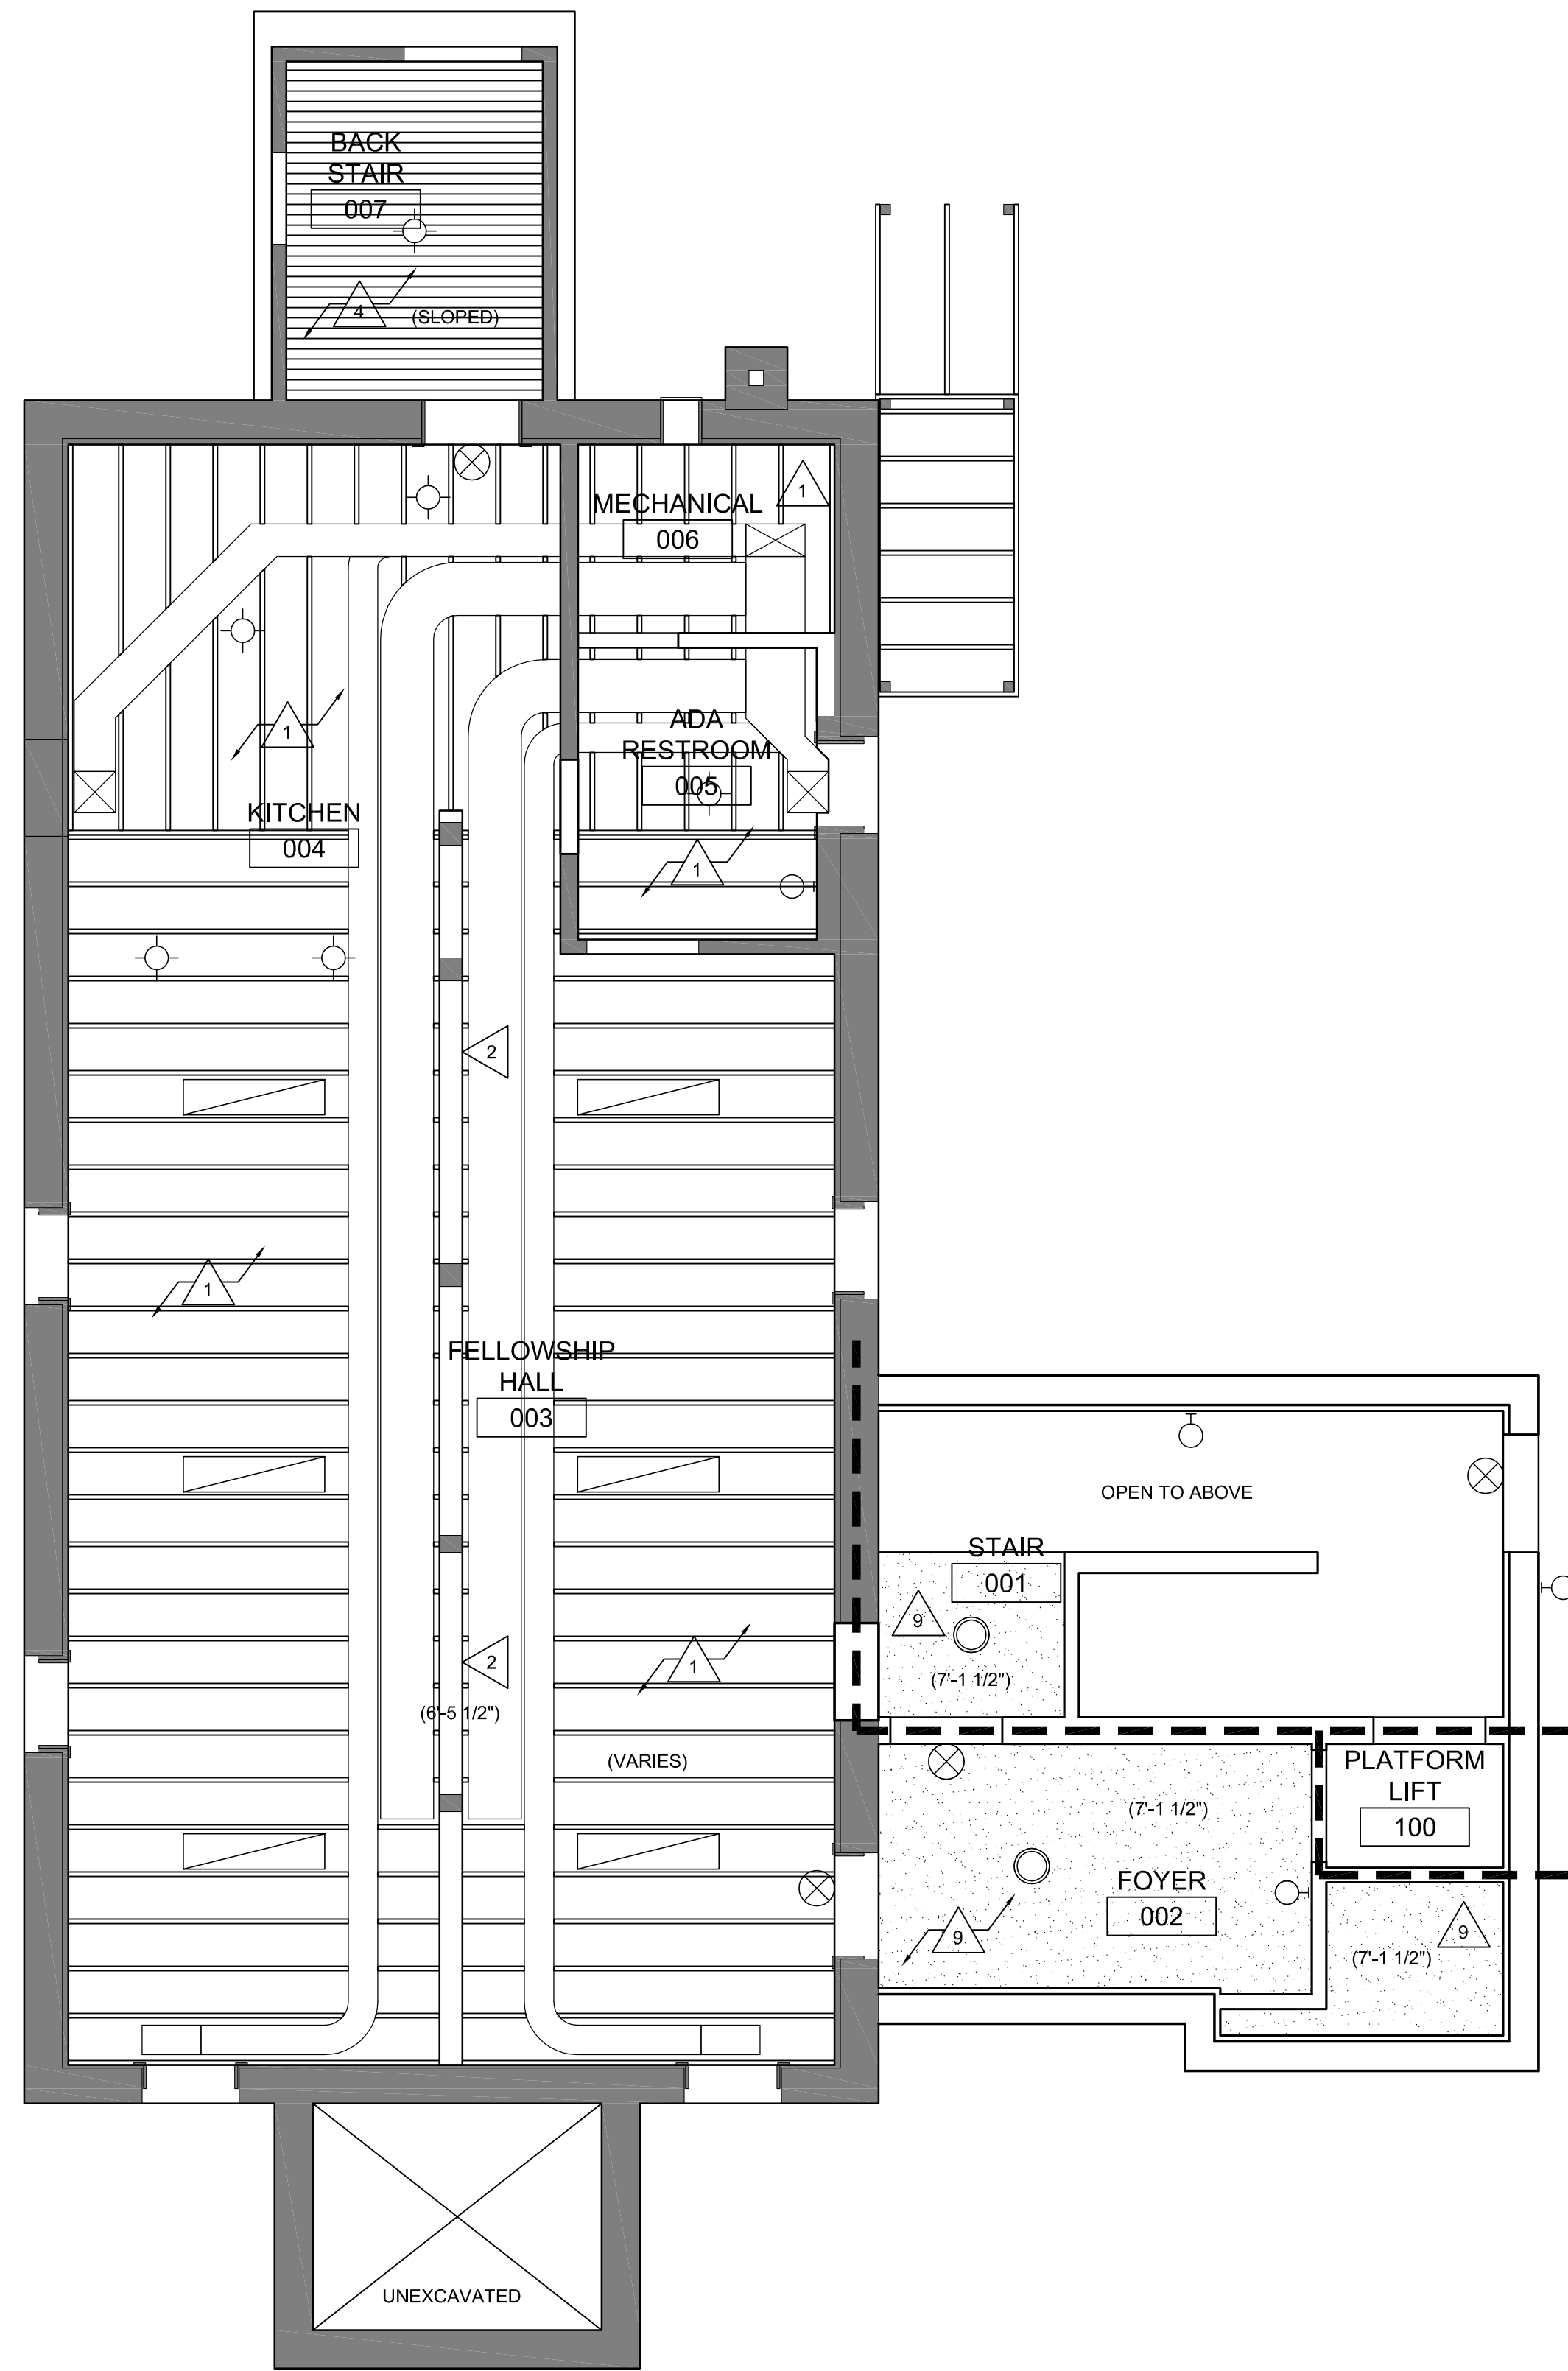 BACK
STAIR
007
4
(SLOPED)
MECHANICAL
006
1
ADA
RESTROOM
005
1
1
KITCHEN
004
2
1
FELLOWSHIP
HALL
003
OPEN TO ABOVE
STAIR
001
9
(7'-1 1/2")
2
1
(6'-5 1/2")
(VARIES)
PLATFORM
LIFT
100
(7'-1 1/2")
FOYER
002
9
9
(7'-1 1/2")
UNEXCAVATED